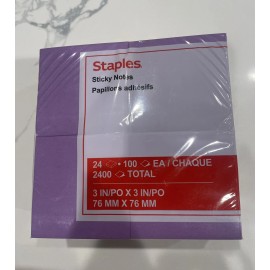 Staples
Sticky Notes
Papillons adhésifs
24 • 100 EA / CHAQUE
2400 TOTAL
3 IN/PO X 3 IN/PO
76 MM X 76 MM